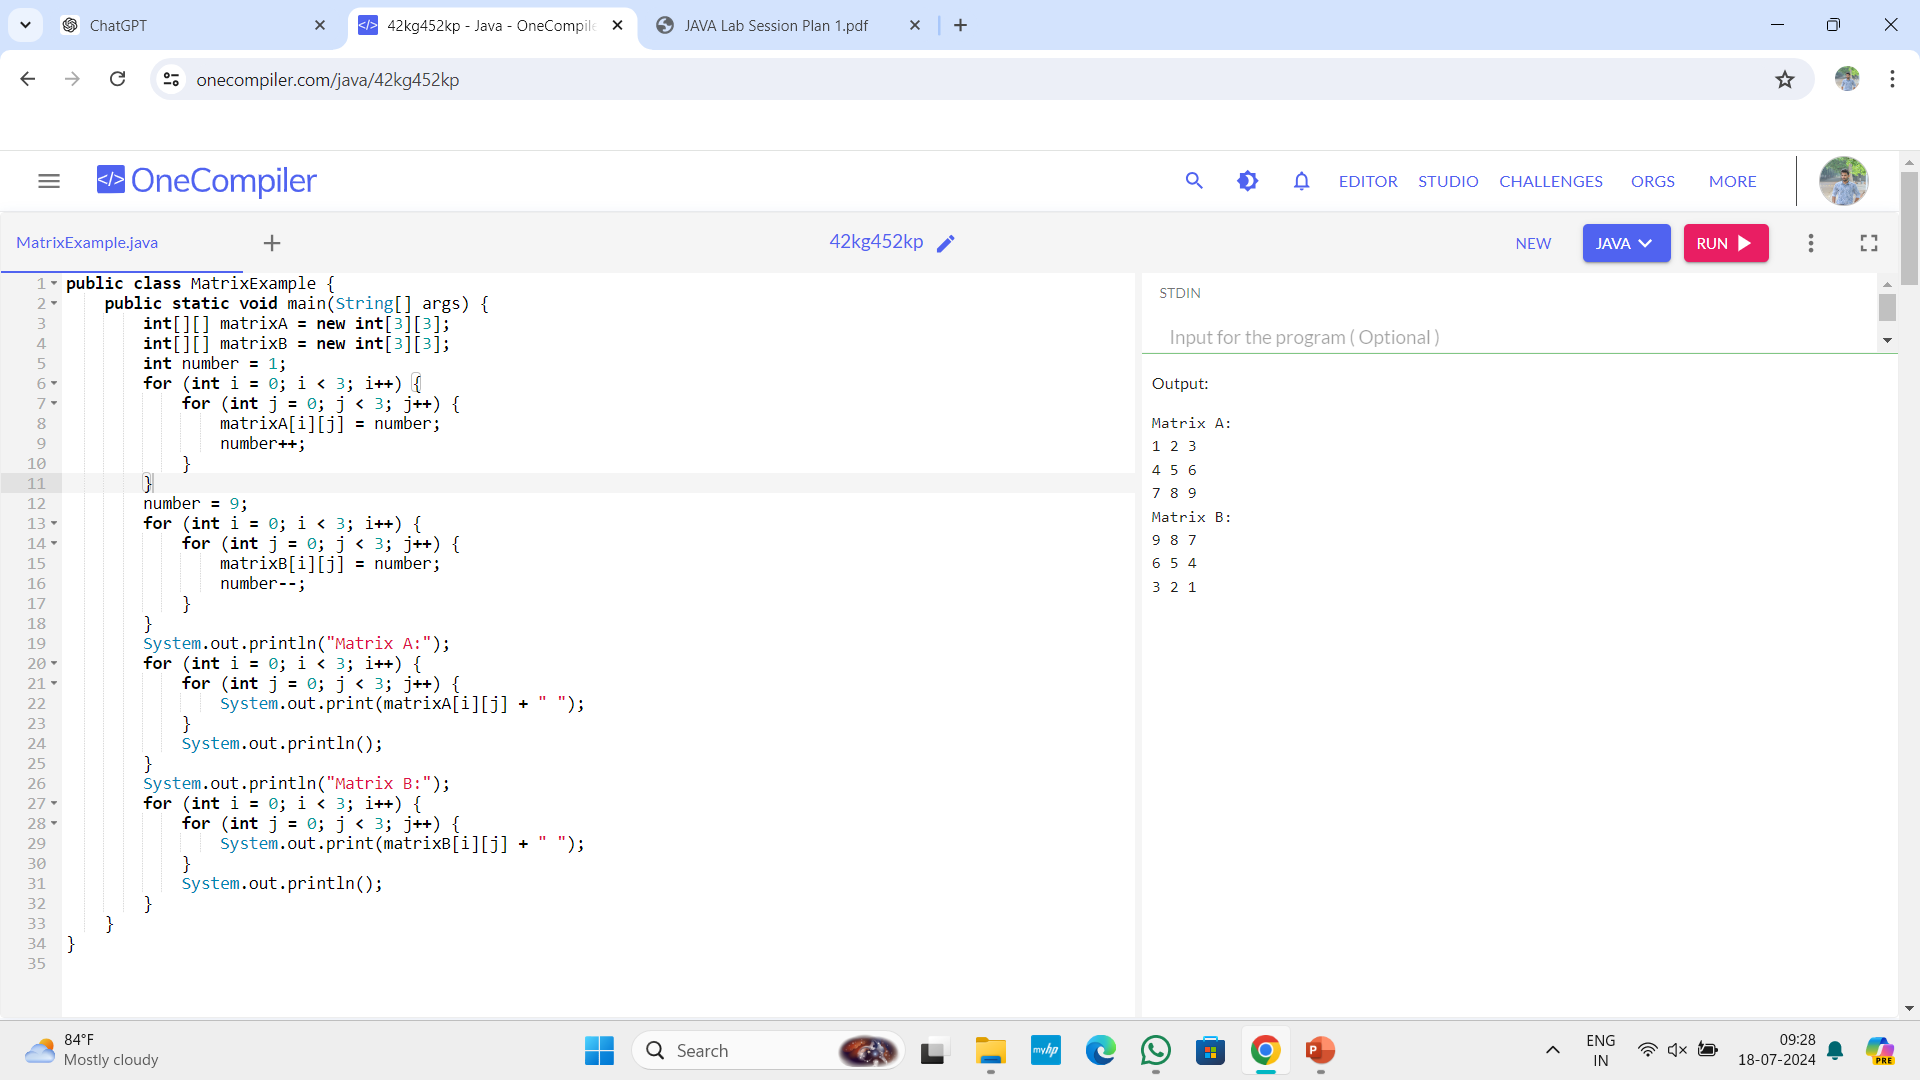 ChatGPT
42kg452kp - Java - OneCompile
JAVA Lab Session Plan 1.pdf
onecompiler.com/java/42kg452kp
</> OneCompiler
EDITOR STUDIO CHALLENGES ORGS MORE
MatrixExample.java
42kg452kp
NEW JAVA RUN
1 public class MatrixExample {
2     public static void main(String[] args) {
3         int[][] matrixA = new int[3][3];
4         int[][] matrixB = new int[3][3];
5         int number = 1;
6         for (int i = 0; i < 3; i++) {
7             for (int j = 0; j < 3; j++) {
8                 matrixA[i][j] = number;
9                 number++;
10             }
11         }
12         number = 9;
13         for (int i = 0; i < 3; i++) {
14             for (int j = 0; j < 3; j++) {
15                 matrixB[i][j] = number;
16                 number--;
17             }
18         }
19         System.out.println("Matrix A:");
20         for (int i = 0; i < 3; i++) {
21             for (int j = 0; j < 3; j++) {
22                 System.out.print(matrixA[i][j] + " ");
23             }
24             System.out.println();
25         }
26         System.out.println("Matrix B:");
27         for (int i = 0; i < 3; i++) {
28             for (int j = 0; j < 3; j++) {
29                 System.out.print(matrixB[i][j] + " ");
30             }
31             System.out.println();
32         }
33     }
34 }
35
STDIN
Input for the program ( Optional )
Output:
Matrix A:
1 2 3
4 5 6
7 8 9
Matrix B:
9 8 7
6 5 4
3 2 1
84°F
Mostly cloudy
Search
myhp
P
ENG
IN
09:28
18-07-2024
PRE